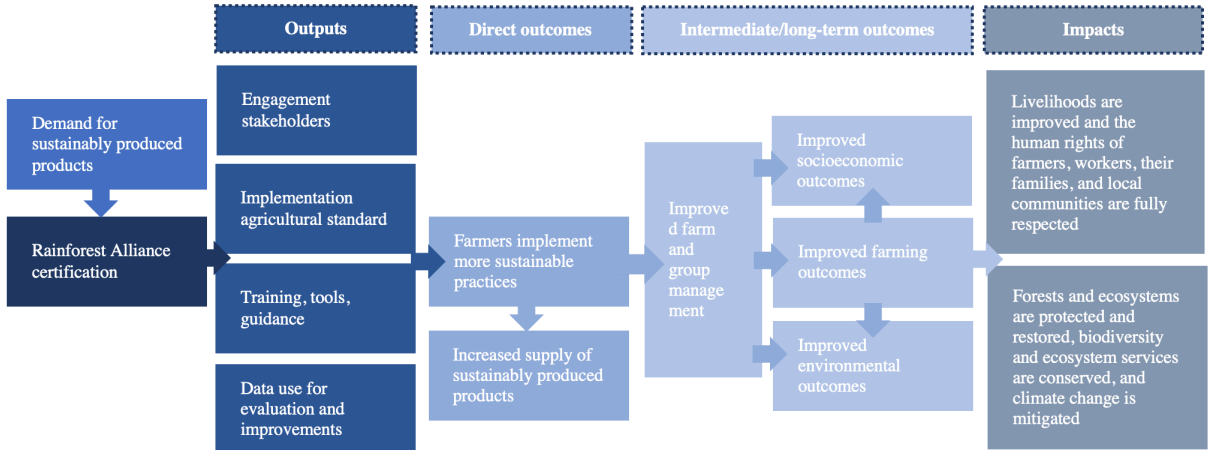 Outputs
Direct outcomes
Intermediate/long-term outcomes
Impacts
Demand for
sustainably produced
products
Rainforest Alliance
certification
Engagement
stakeholders
Implementation
agricultural standard
Training, tools,
guidance
Data use for
evaluation and
improvements
Farmers implement
more sustainable
practices
Increased supply of
sustainably produced
products
Improve
d farm
and
group
manage
ment
Improved
socioeconomic
outcomes
Improved farming
outcomes
Improved
environmental
outcomes
Livelihoods are
improved and the
human rights of
farmers, workers, their
families, and local
communities are fully
respected
Forests and ecosystems
are protected and
restored, biodiversity
and ecosystem services
are conserved, and
climate change is
mitigated